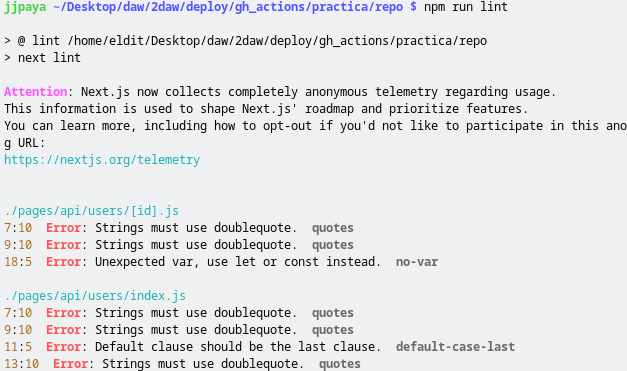 jjpaya ~/Desktop/daw/2daw/deploy/gh_actions/practica/repo $ npm run lint
> @ lint /home/eldit/Desktop/daw/2daw/deploy/gh_actions/practica/repo
> next lint
Attention: Next.js now collects completely anonymous telemetry regarding usage.
This information is used to shape Next.js' roadmap and prioritize features.
You can learn more, including how to opt-out if you'd not like to participate in this ano
g URL:
https://nextjs.org/telemetry
./pages/api/users/[id].js
7:10  Error: Strings must use doublequote.  quotes
9:10  Error: Strings must use doublequote.  quotes
18:5  Error: Unexpected var, use let or const instead.  no-var
./pages/api/users/index.js
7:10  Error: Strings must use doublequote.  quotes
9:10  Error: Strings must use doublequote.  quotes
11:5  Error: Default clause should be the last clause.  default-case-last
13:10  Error: Strings must use doublequote.  quotes